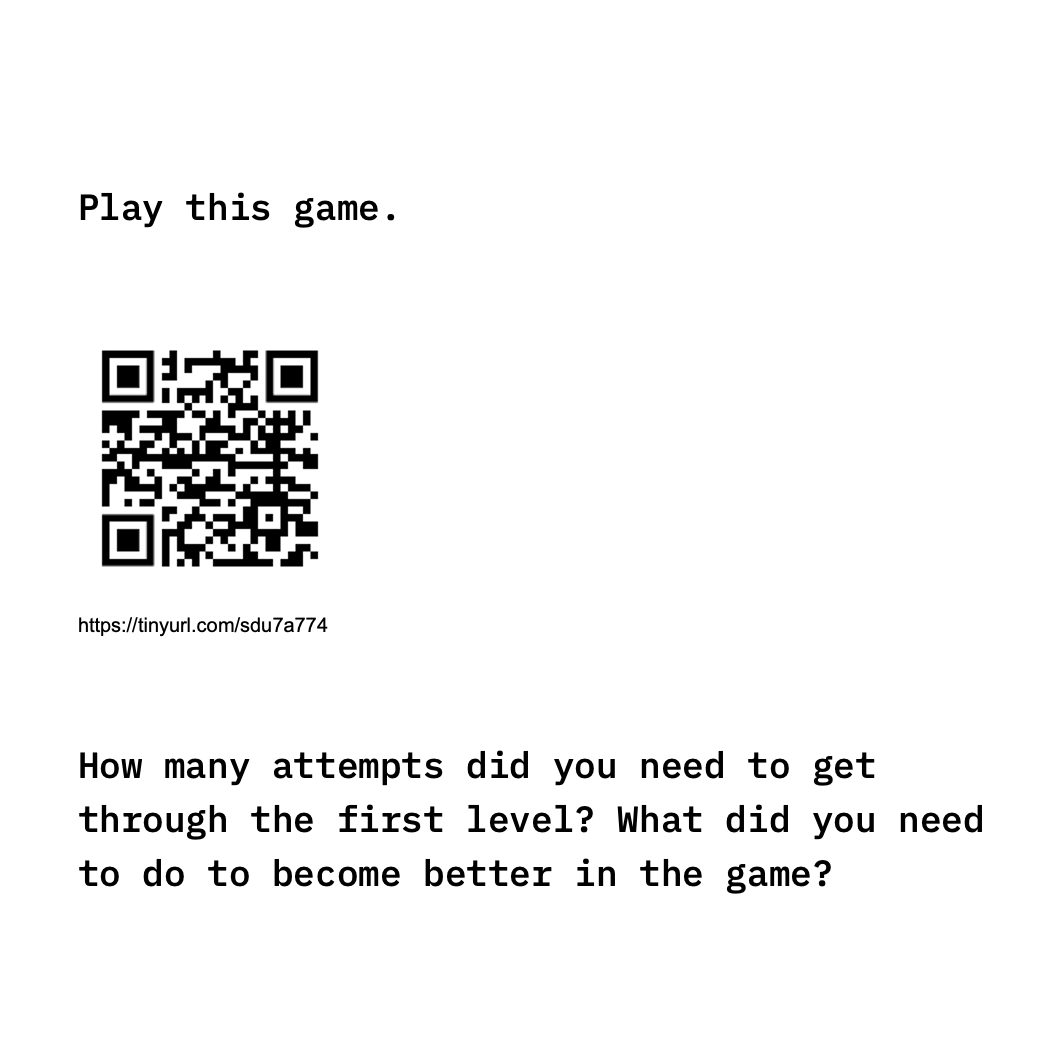 Play this game.
https://tinyurl.com/sdu7a774
How many attempts did you need to get
through the first level? What did you need
to do to become better in the game?